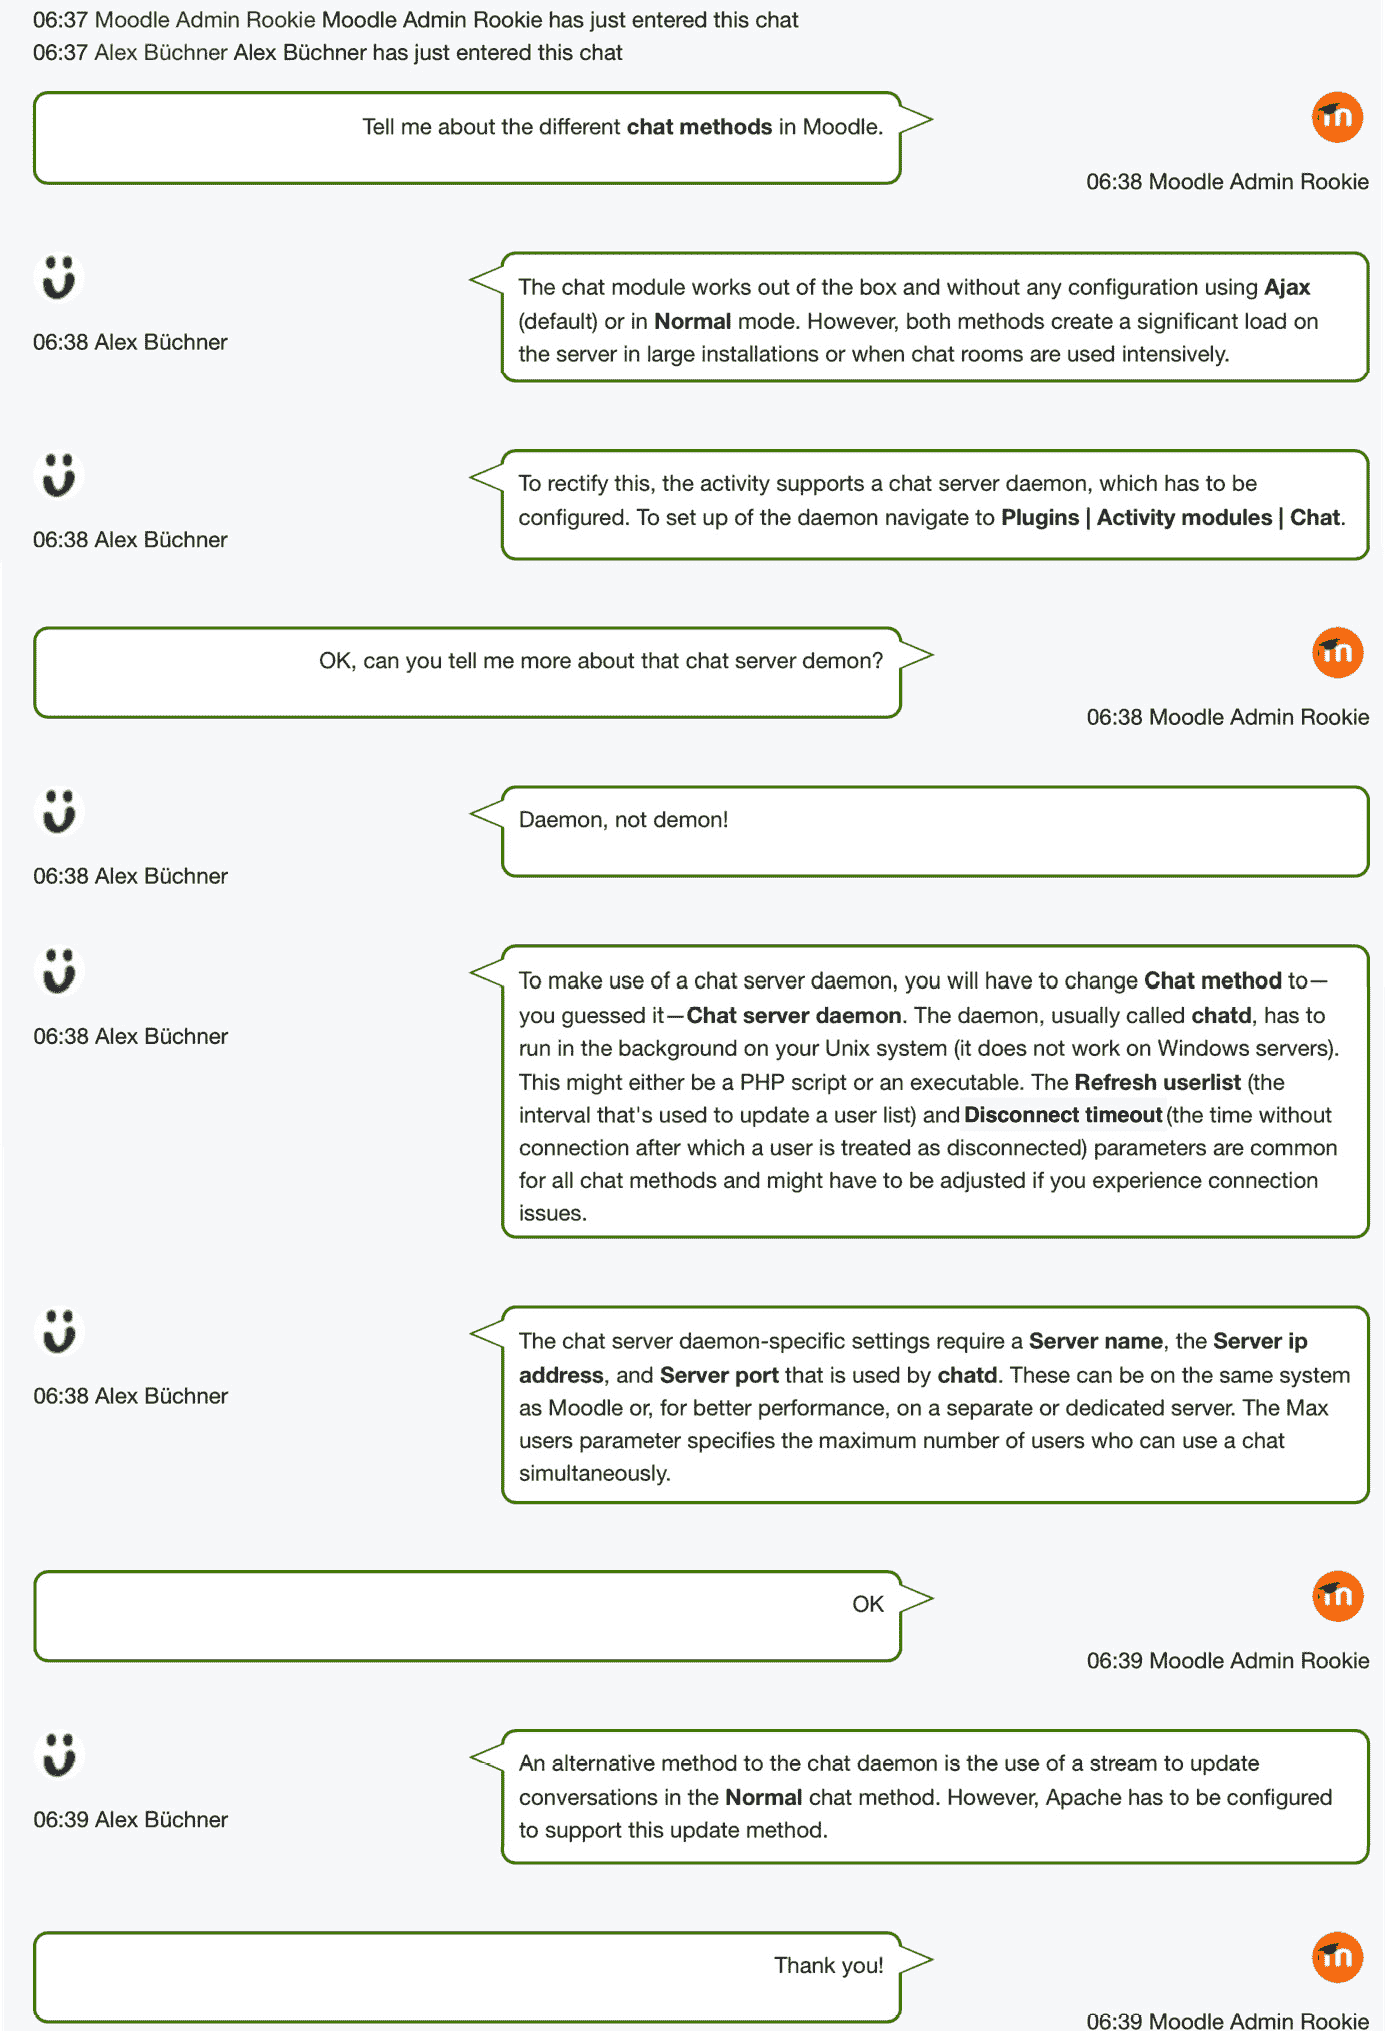 06:37 Moodle Admin Rookie Moodle Admin Rookie has just entered this chat
06:37 Alex Büchner Alex Büchner has just entered this chat
Tell me about the different chat methods in Moodle.
06:38 Moodle Admin Rookie
The chat module works out of the box and without any configuration using Ajax
(default) or in Normal mode. However, both methods create a significant load on
the server in large installations or when chat rooms are used intensively.
06:38 Alex Büchner
To rectify this, the activity supports a chat server daemon, which has to be
configured. To set up of the daemon navigate to Plugins | Activity modules | Chat.
06:38 Alex Büchner
OK, can you tell me more about that chat server demon?
06:38 Moodle Admin Rookie
Daemon, not demon!
06:38 Alex Büchner
To make use of a chat server daemon, you will have to change Chat method to—
you guessed it—Chat server daemon. The daemon, usually called chatd, has to
run in the background on your Unix system (it does not work on Windows servers).
This might either be a PHP script or an executable. The Refresh userlist (the
interval that's used to update a user list) and Disconnect timeout (the time without
connection after which a user is treated as disconnected) parameters are common
for all chat methods and might have to be adjusted if you experience connection
issues.
06:38 Alex Büchner
The chat server daemon-specific settings require a Server name, the Server ip
address, and Server port that is used by chatd. These can be on the same system
as Moodle or, for better performance, on a separate or dedicated server. The Max
users parameter specifies the maximum number of users who can use a chat
simultaneously.
06:38 Alex Büchner
OK
06:39 Moodle Admin Rookie
An alternative method to the chat daemon is the use of a stream to update
conversations in the Normal chat method. However, Apache has to be configured
to support this update method.
06:39 Alex Büchner
Thank you!
06:39 Moodle Admin Rookie